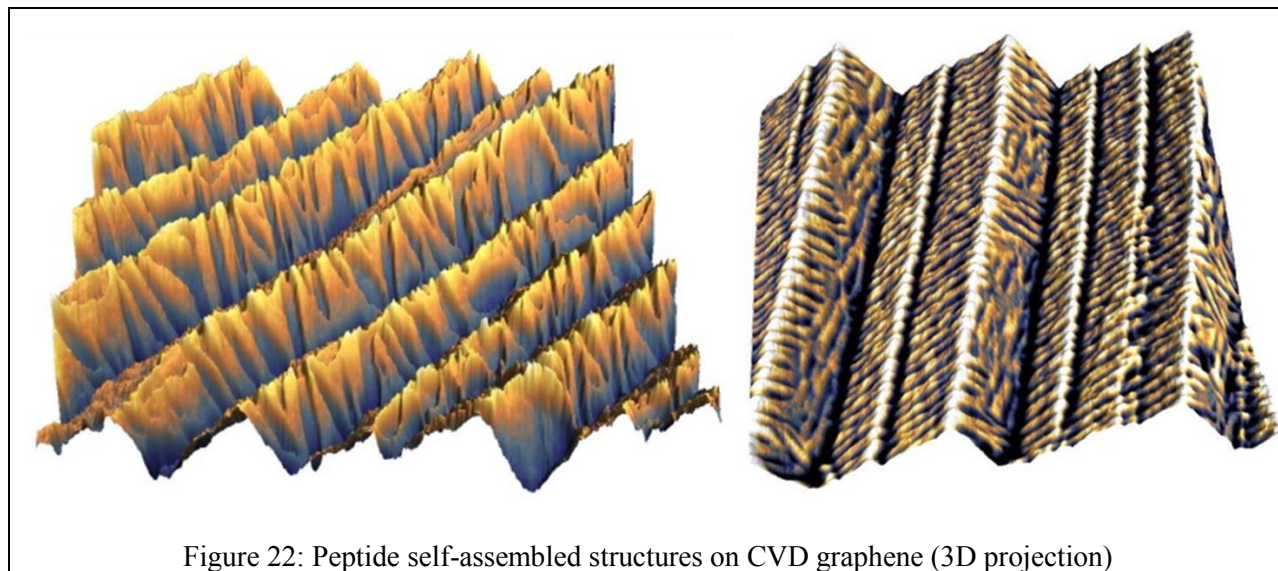 Figure 22: Peptide self-assembled structures on CVD graphene (3D projection)